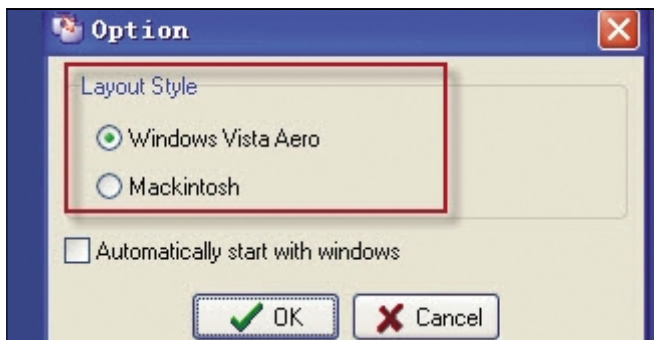 Option
Layout Style
Windows Vista Aero
Mackintosh
Automatically start with windows
OK
Cancel